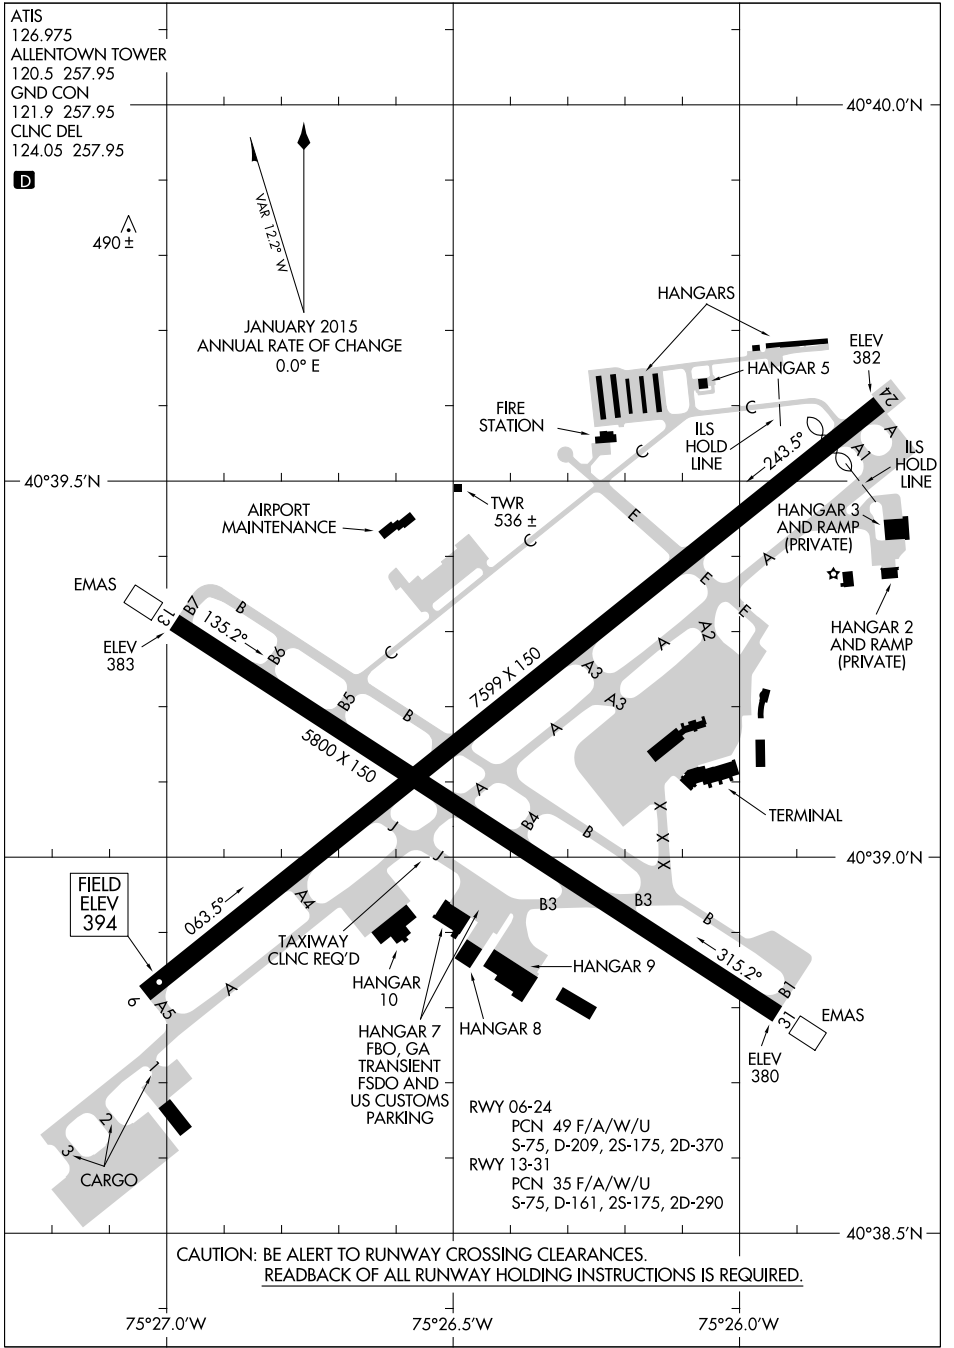 ATIS
126.975
ALLENTOWN TOWER
120.5 257.95
GND CON
121.9 257.95
CLNC DEL
124.05 257.95
D
40°40.0'N
490 ±
VAR 12.2° W
JANUARY 2015
ANNUAL RATE OF CHANGE
0.0° E
HANGARS
ELEV
382
HANGAR 5
24
FIRE
STATION
C
ILS
HOLD
LINE
243.5°
A
A1
ILS
HOLD
LINE
C
40°39.5'N
AIRPORT
MAINTENANCE
TWR
536 ±
HANGAR 3
AND RAMP
(PRIVATE)
E
C
A
E
EMAS
13
B7
B
135.2°
E
A2
HANGAR 2
AND RAMP
(PRIVATE)
ELEV
383
B6
C
A
7599 X 150
A3
A3
B5
B
A
5800 X 150
A
X
X
X
TERMINAL
J
B4
B
J
40°39.0'N
FIELD
ELEV
394
063.5°
A4
B3
B3
B
TAXIWAY
CLNC REQ'D
HANGAR
10
HANGAR 9
315.2°
A
6
A5
B1
31
EMAS
HANGAR 7
FBO, GA
TRANSIENT
FSDO AND
US CUSTOMS
PARKING
HANGAR 8
ELEV
380
1
2
3
CARGO
RWY 06-24
PCN 49 F/A/W/U
S-75, D-209, 2S-175, 2D-370
RWY 13-31
PCN 35 F/A/W/U
S-75, D-161, 2S-175, 2D-290
40°38.5'N
CAUTION: BE ALERT TO RUNWAY CROSSING CLEARANCES.
READBACK OF ALL RUNWAY HOLDING INSTRUCTIONS IS REQUIRED.
75°27.0'W
75°26.5'W
75°26.0'W